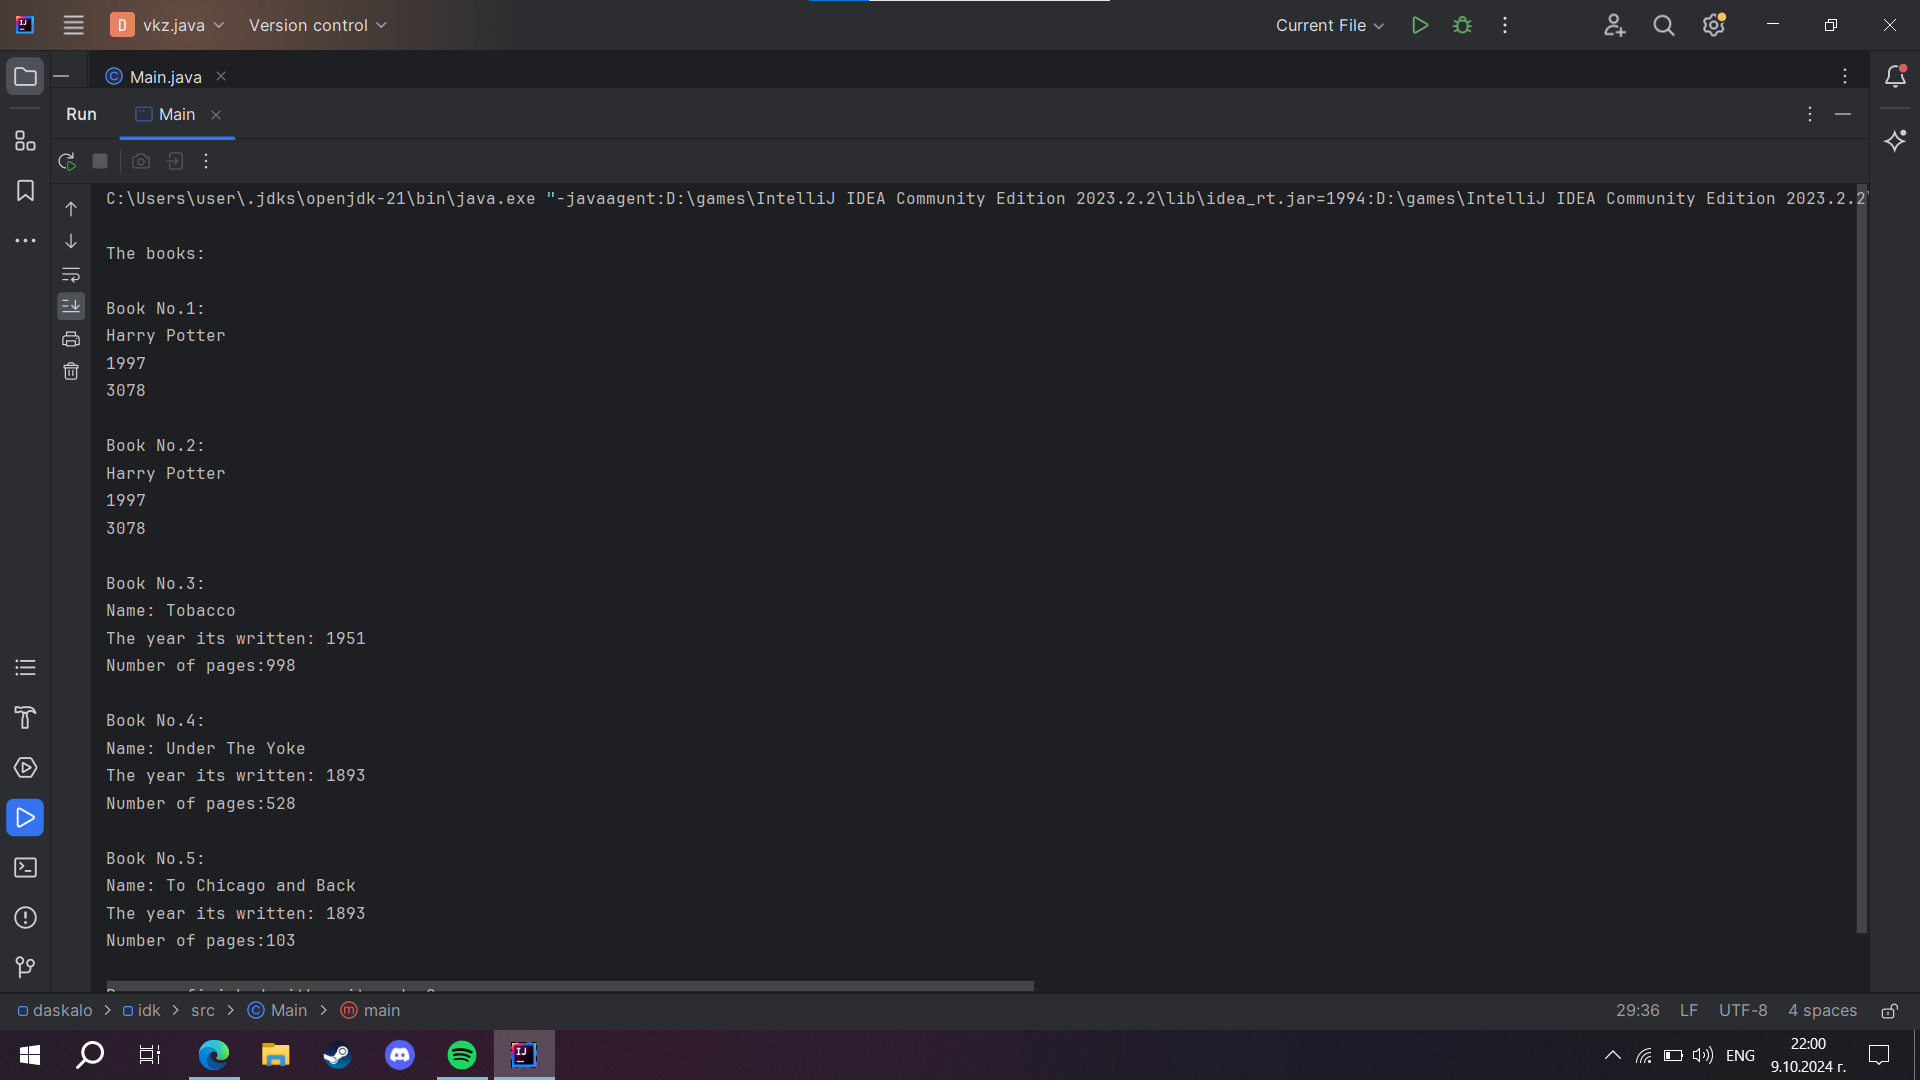 D vkz.java Version control Current File
Main.java
Run Main
C:\Users\user\.jdks\openjdk-21\bin\java.exe "-javaagent:D:\games\IntelliJ IDEA Community Edition 2023.2.2\lib\idea_rt.jar=1994:D:\games\IntelliJ IDEA Community Edition 2023.2.2\
The books:
Book No.1:
Harry Potter
1997
3078
Book No.2:
Harry Potter
1997
3078
Book No.3:
Name: Tobacco
The year its written: 1951
Number of pages:998
Book No.4:
Name: Under The Yoke
The year its written: 1893
Number of pages:528
Book No.5:
Name: To Chicago and Back
The year its written: 1893
Number of pages:103
daskalo > idk > src > Main > main 29:36 LF UTF-8 4 spaces
ENG 22:00
9.10.2024 г.